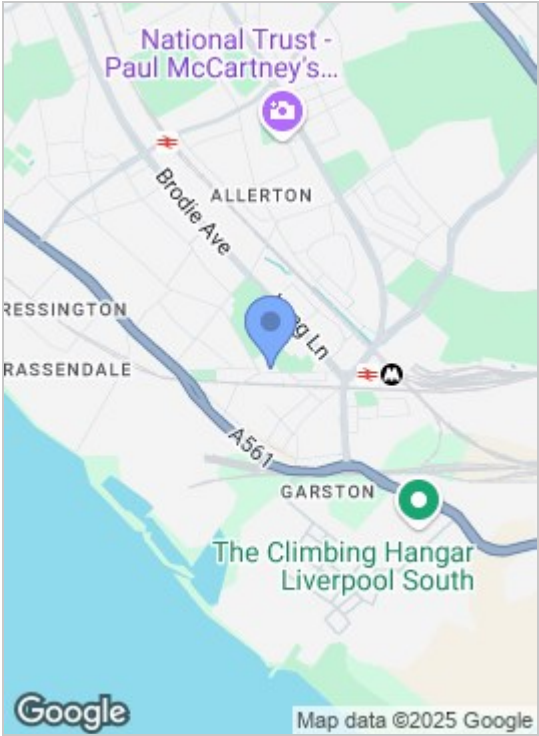 National Trust -
Paul McCartney's...
ALLERTON
Brodie Ave
RESSINGTON
Ln
RASSENDALE
A561
GARSTON
The Climbing Hangar
Liverpool South
Google
Map data ©2025 Google